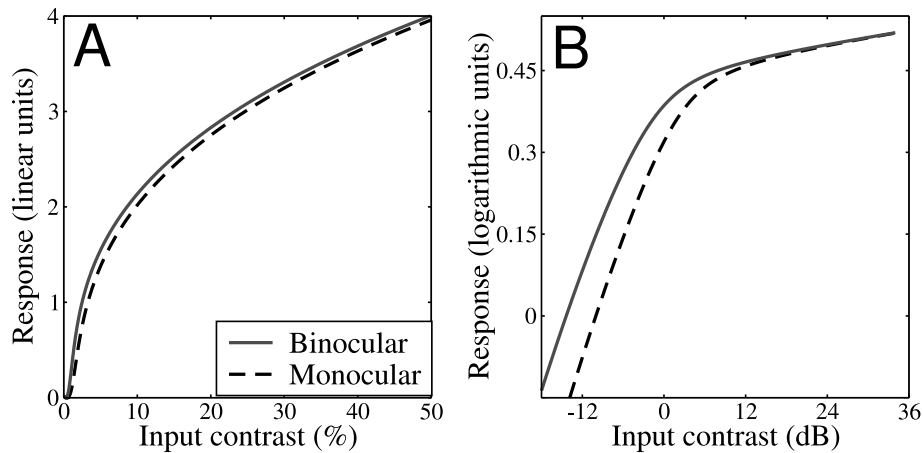 A
Response (linear units)
4
3
2
1
0
0 10 20 30 40 50
Input contrast (%)
Binocular
Monocular
B
Response (logarithmic units)
0.45
0.3
0.15
0
-12 0 12 24 36
Input contrast (dB)